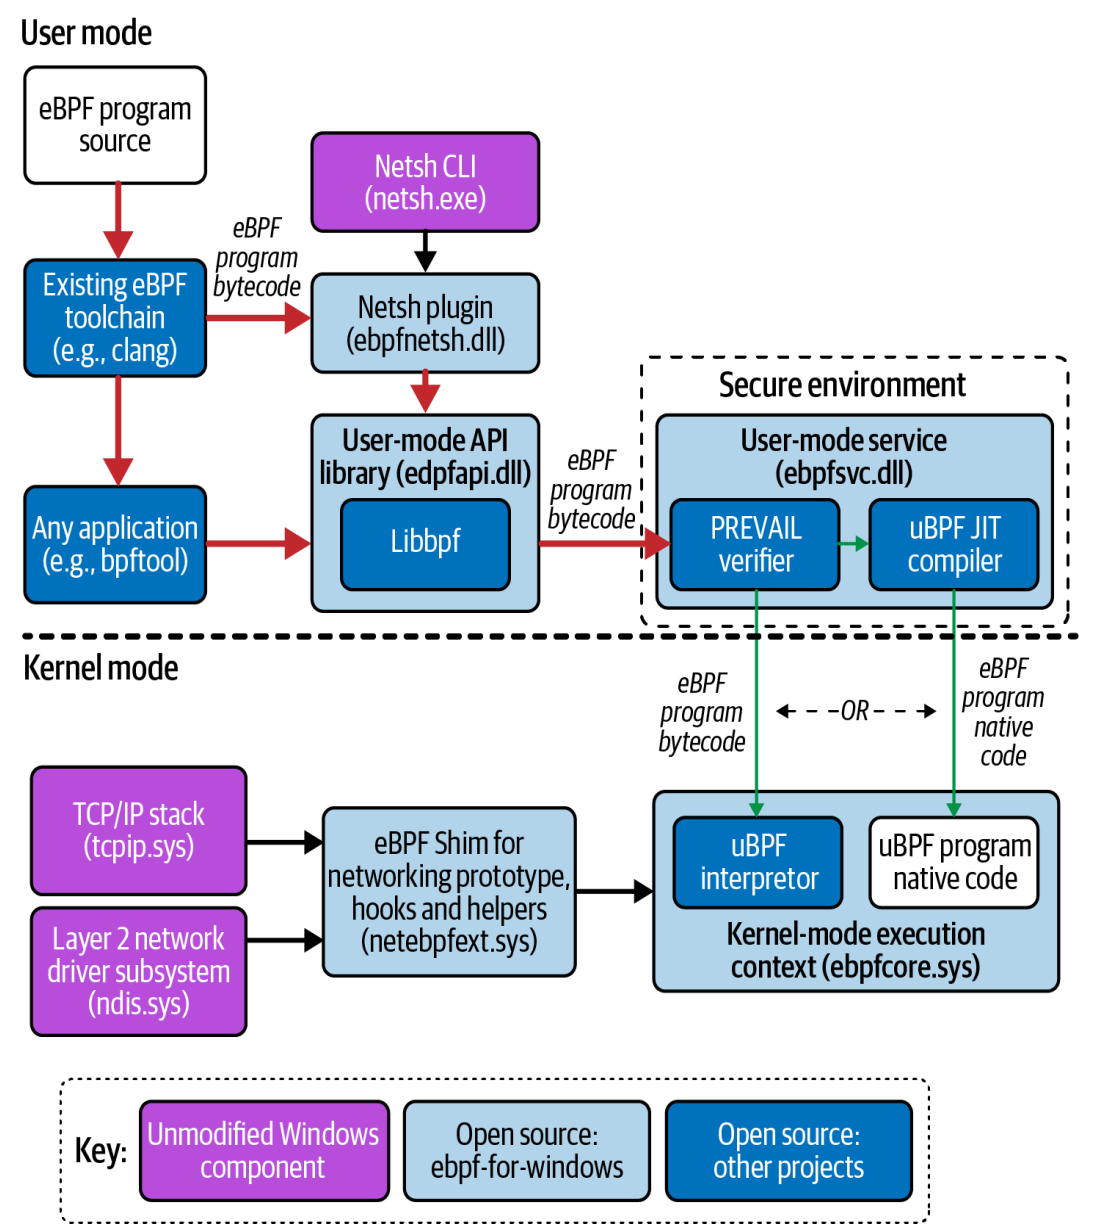 User mode
eBPF program
source
Netsh CLI
(netsh.exe)
eBPF
program
bytecode
Existing eBPF
toolchain
(e.g., clang)
Netsh plugin
(ebpfnetsh.dll)
Secure environment
User-mode API
library (edpfapi.dll)
Libbpf
eBPF
program
bytecode
User-mode service
(ebpfsvc.dll)
PREVAIL
verifier
uBPF JIT
compiler
Any application
(e.g., bpftool)
Kernel mode
eBPF
program
bytecode
OR
eBPF
program
native
code
TCP/IP stack
(tcpip.sys)
Layer 2 network
driver subsystem
(ndis.sys)
eBPF Shim for
networking prototype,
hooks and helpers
(netebpfext.sys)
uBPF
interpretor
uBPF program
native code
Kernel-mode execution
context (ebpfcore.sys)
Key:
Unmodified Windows
component
Open source:
ebpf-for-windows
Open source:
other projects